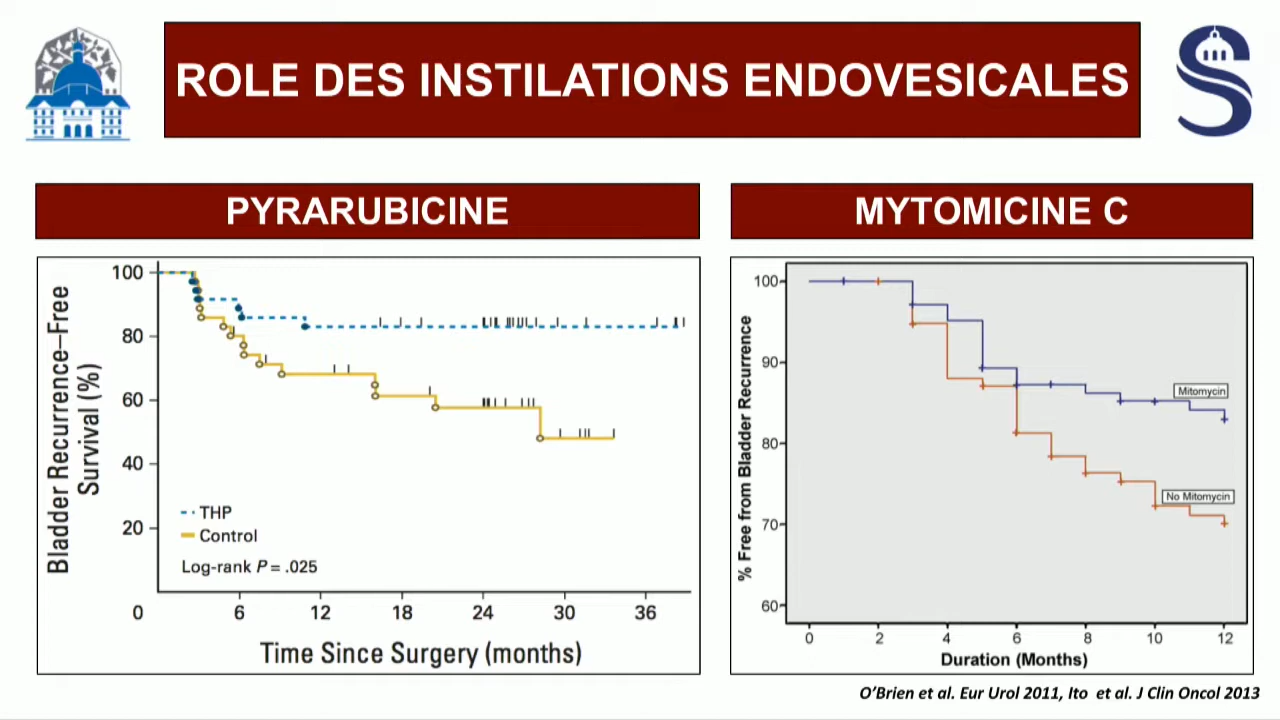 ROLE DES INSTILATIONS ENDOVESICALES
PYRARUBICINE
MYTOMICINE C
Bladder Recurrence–Free
Survival (%)
100
80
60
40
20
0
6
12
18
24
30
36
THP
Control
Log-rank P = .025
Time Since Surgery (months)
% Free from Bladder Recurrence
100
90
80
70
60
Mitomycin
No Mitomycin
0
2
4
6
8
10
12
Duration (Months)
O’Brien et al. Eur Urol 2011, Ito et al. J Clin Oncol 2013